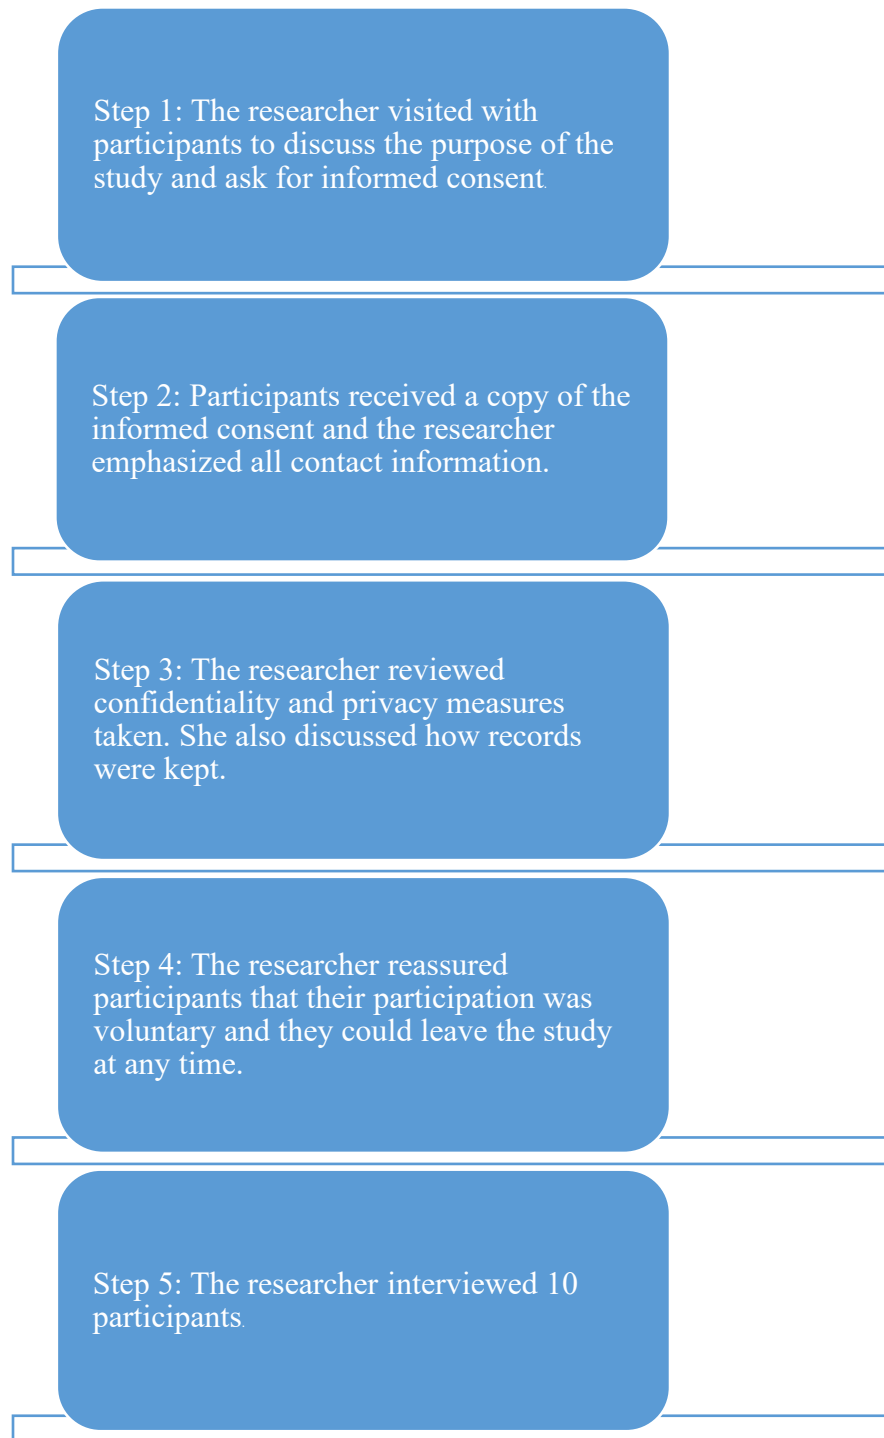 Step 1: The researcher visited with
participants to discuss the purpose of the
study and ask for informed consent.
Step 2: Participants received a copy of the
informed consent and the researcher
emphasized all contact information.
Step 3: The researcher reviewed
confidentiality and privacy measures
taken. She also discussed how records
were kept.
Step 4: The researcher reassured
participants that their participation was
voluntary and they could leave the study
at any time.
Step 5: The researcher interviewed 10
participants.